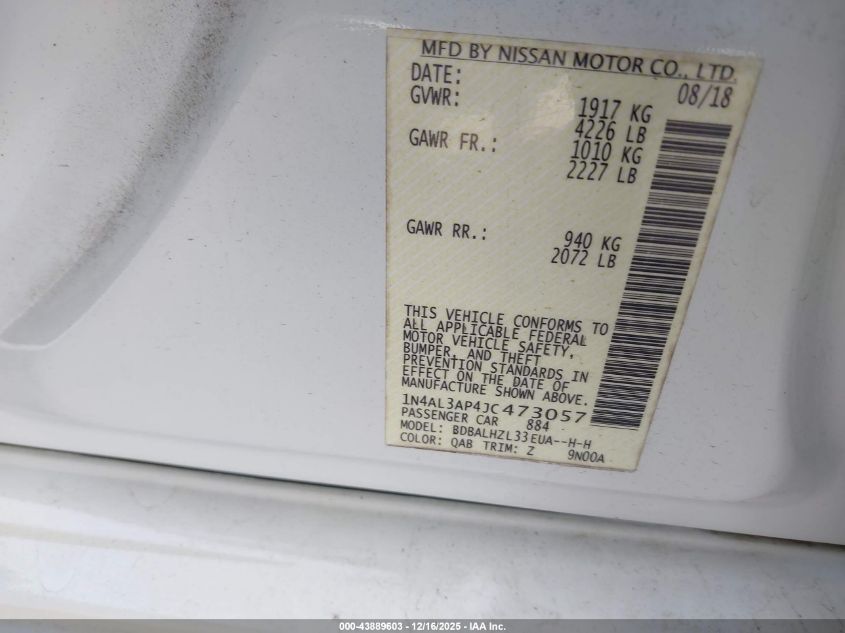 MFD BY NISSAN MOTOR CO., LTD.
DATE: 08/18
GVWR: 1917 KG
4226 LB
GAWR FR.: 1010 KG
2227 LB
GAWR RR.: 940 KG
2072 LB
THIS VEHICLE CONFORMS TO
ALL APPLICABLE FEDERAL
MOTOR VEHICLE SAFETY,
BUMPER, AND THEFT
PREVENTION STANDARDS IN
EFFECT ON THE DATE OF
MANUFACTURE SHOWN ABOVE.
1N4AL3AP4JC473057
PASSENGER CAR 884
MODEL: BDBALHZL33EUA--H-H
COLOR: QAB TRIM: Z 9N00A
000-43889603 - 12/16/2025 - IAA Inc.